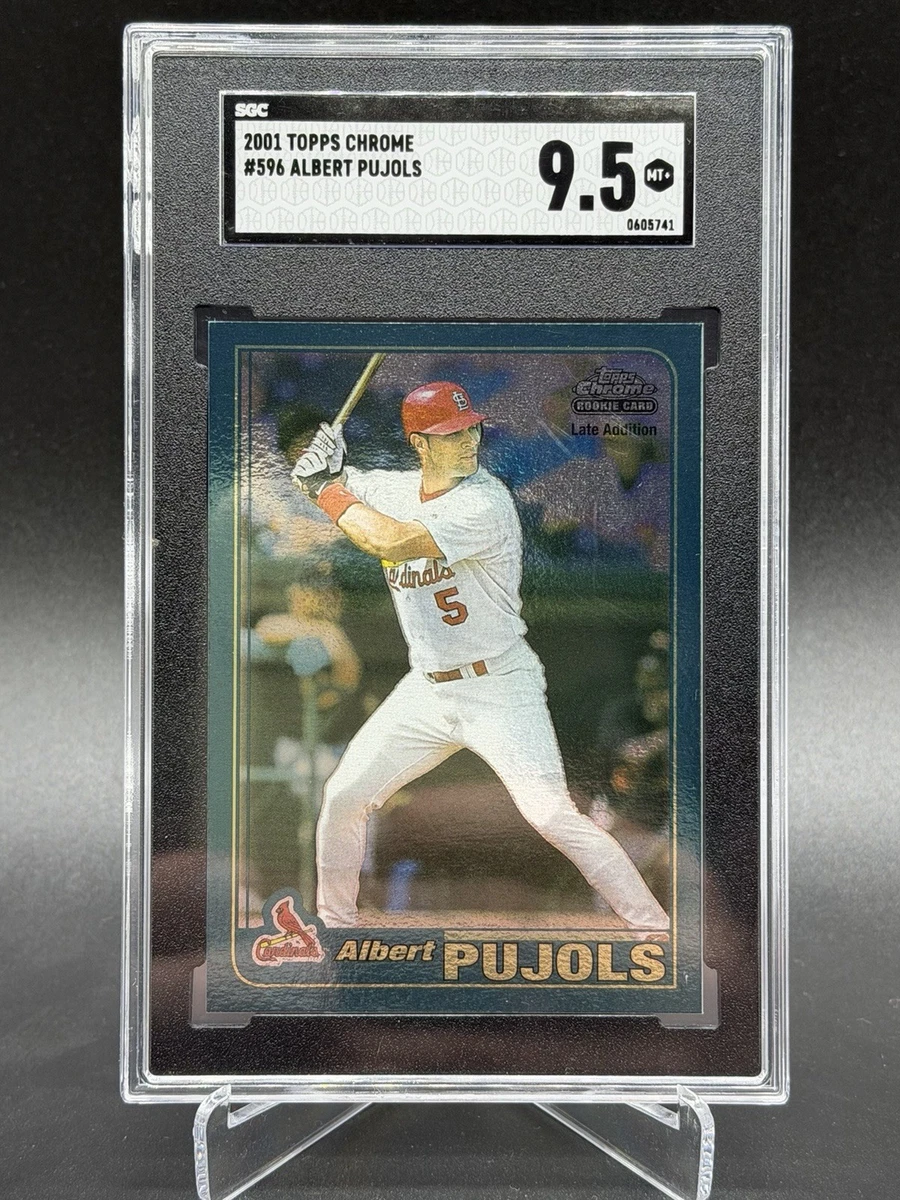 SGC
2001 TOPPS CHROME
#596 ALBERT PUJOLS
9.5 MT+
0605741
Topps
Chrome
ROOKIE CARD
Late Addition
Cardinals
5
Cardinals
Albert PUJOLS